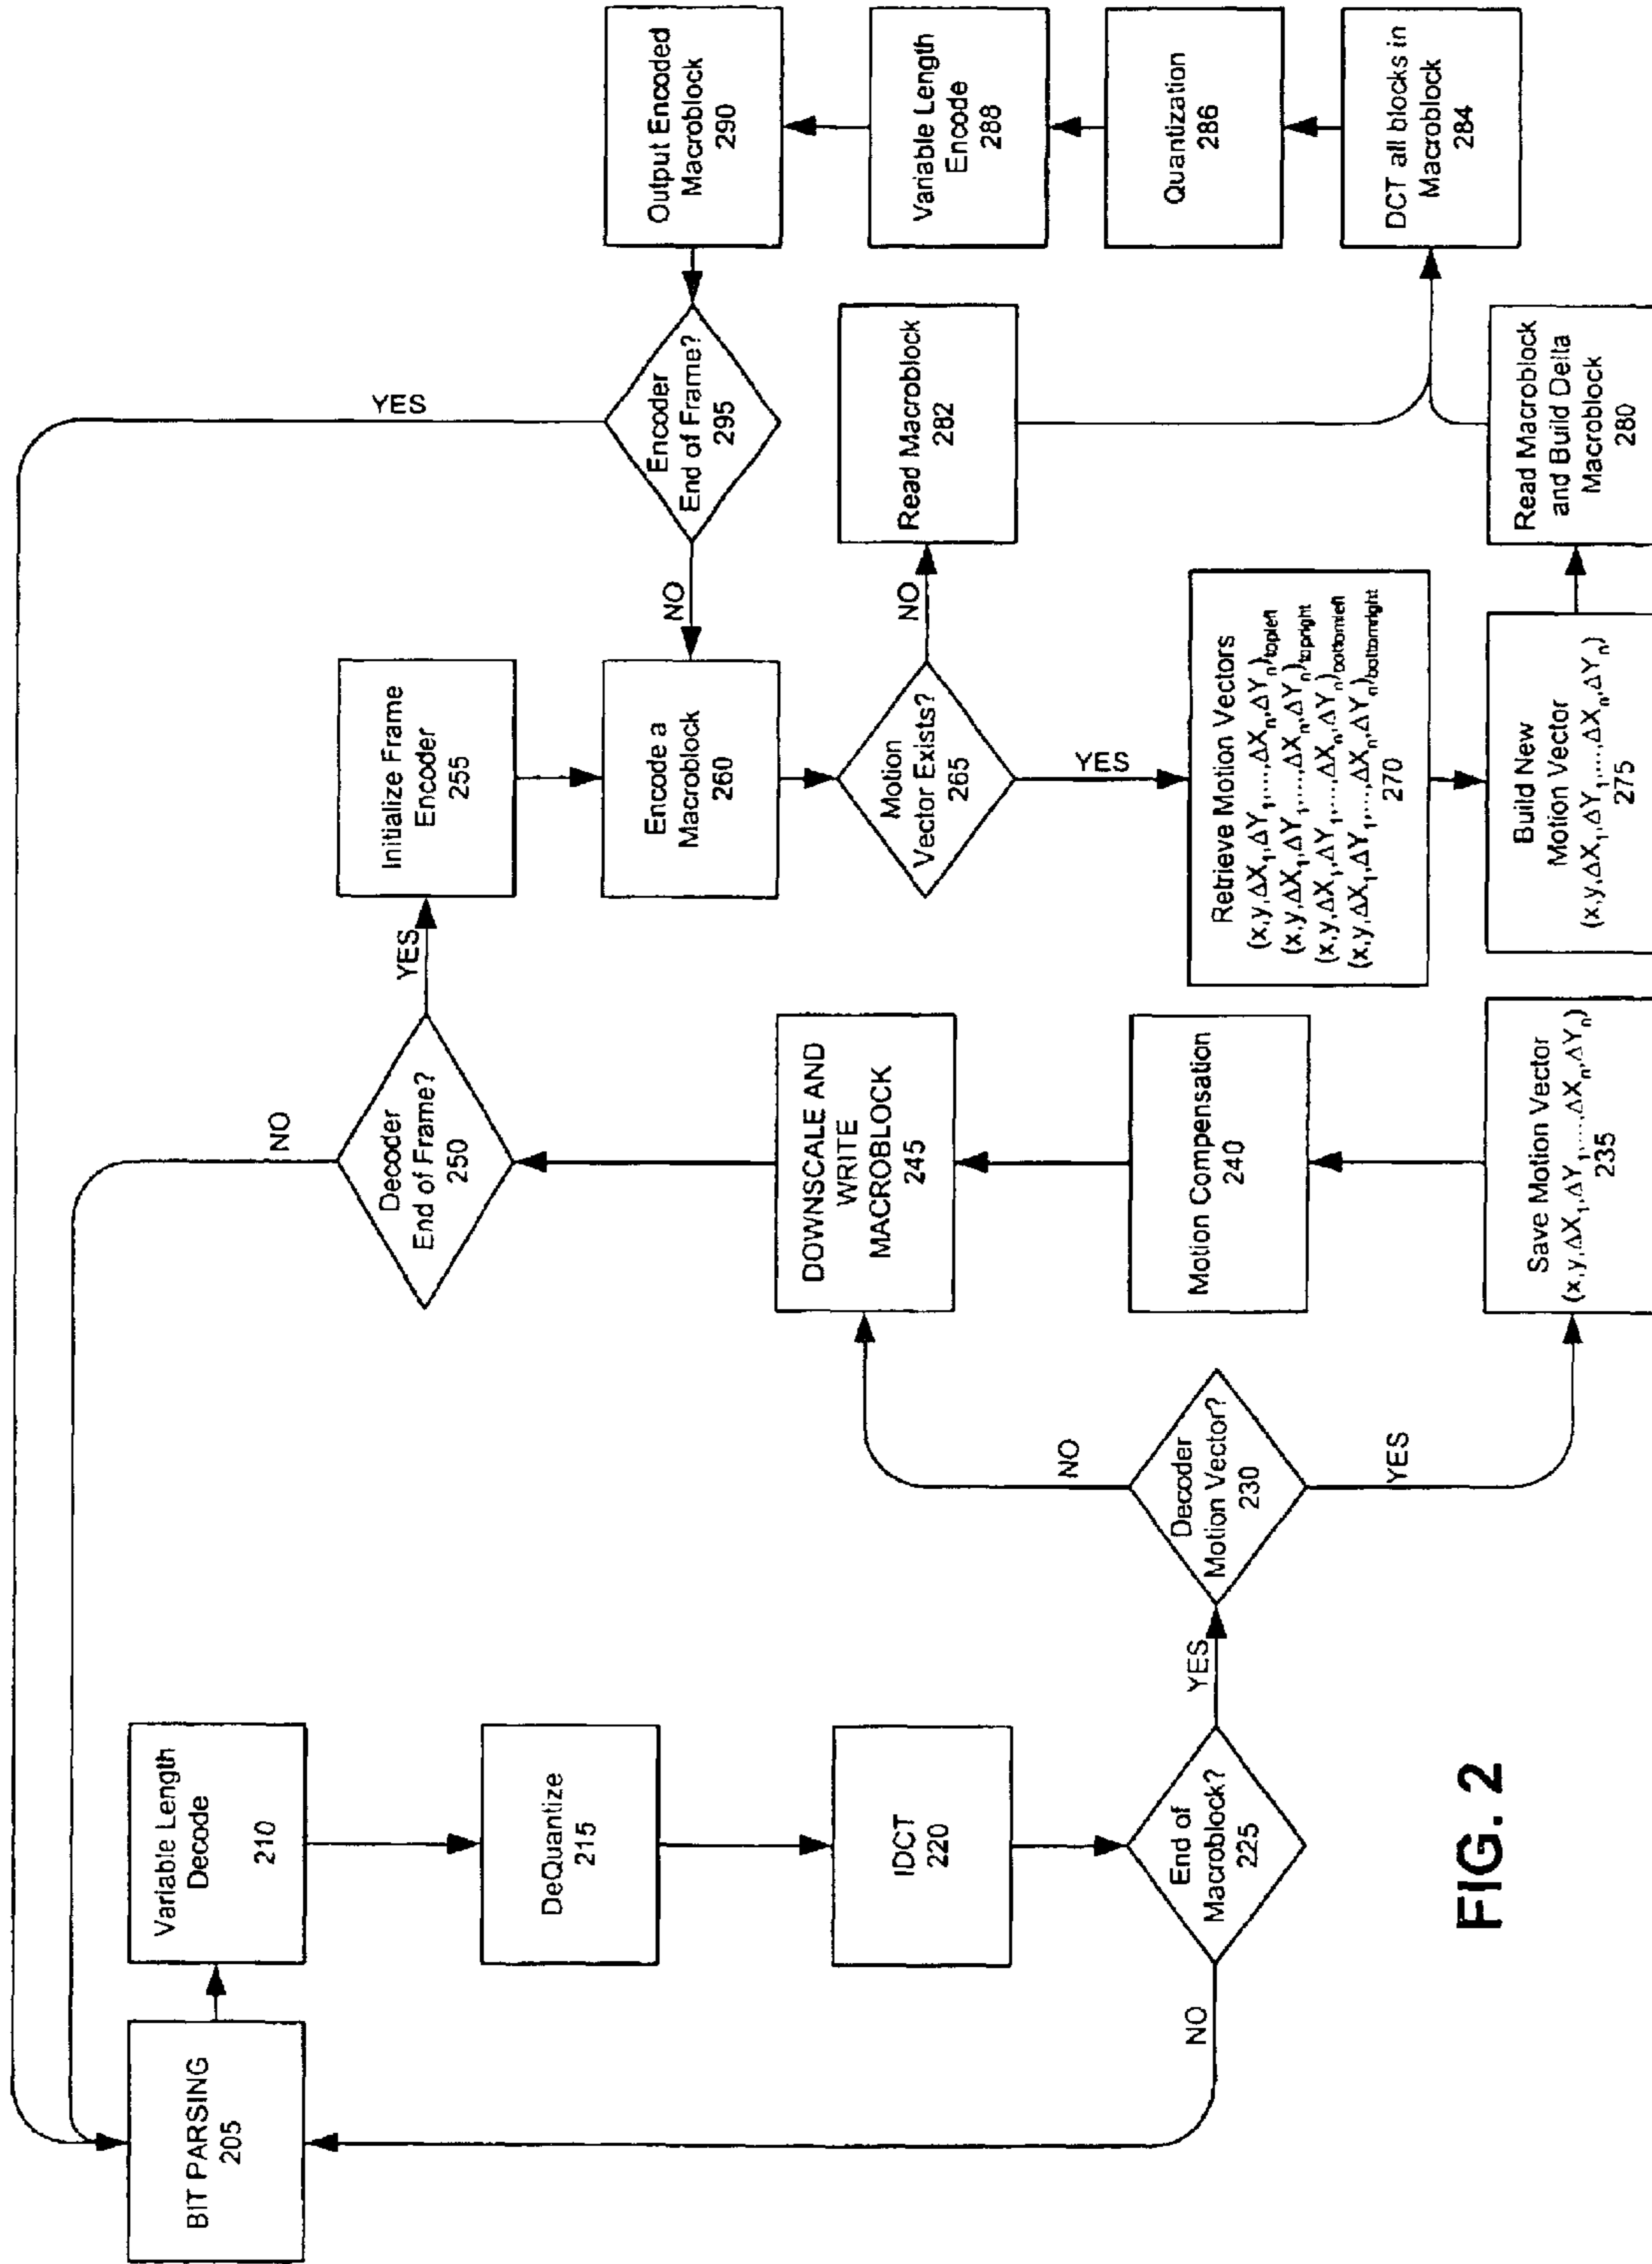 BIT PARSING
205
Variable Length
Decode
210
DeQuantize
215
IDCT
220
End of
Macroblock?
225
NO
YES
Decoder
Motion Vector?
230
NO
YES
Save Motion Vector
(x,y,ΔX₁,ΔY₁,...,ΔXₙ,ΔYₙ)
235
Motion Compensation
240
DOWNSCALE AND
WRITE
MACROBLOCK
245
Decoder
End of Frame?
250
NO
YES
Initialize Frame
Encoder
255
Encode a
Macroblock
260
Motion
Vector Exists?
265
NO
YES
Retrieve Motion Vectors
(x,y,ΔX₁,ΔY₁,...,ΔXₙ,ΔYₙ)topleft
(x,y,ΔX₁,ΔY₁,...,ΔXₙ,ΔYₙ)topright
(x,y,ΔX₁,ΔY₁,...,ΔXₙ,ΔYₙ)bottomleft
(x,y,ΔX₁,ΔY₁,...,ΔXₙ,ΔYₙ)bottomright
270
Build New
Motion Vector
(x,y,ΔX₁,ΔY₁,...,ΔXₙ,ΔYₙ)
275
Read Macroblock
and Build Delta
Macroblock
280
Read Macroblock
282
DCT all blocks in
Macroblock
284
Quantization
286
Variable Length
Encode
288
Output Encoded
Macroblock
290
Encoder
End of Frame?
295
YES
NO
FIG. 2